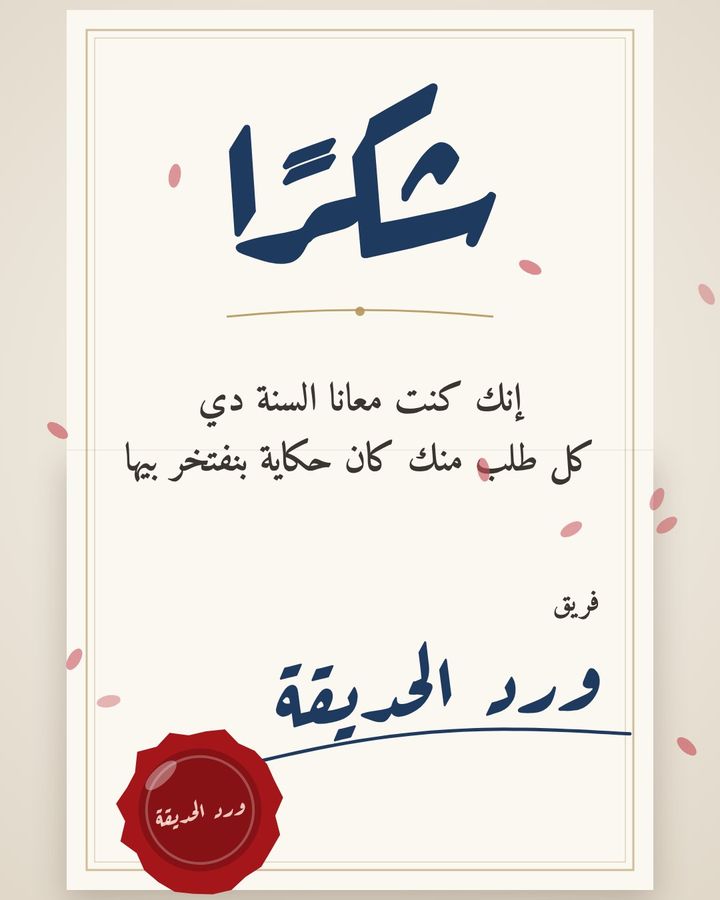 شكرًا
إنك كنت معانا السنة دي
كل طلب منك كان حكاية بنفتخر بيها
فريق
ورد الحديقة
ورد الحديقة